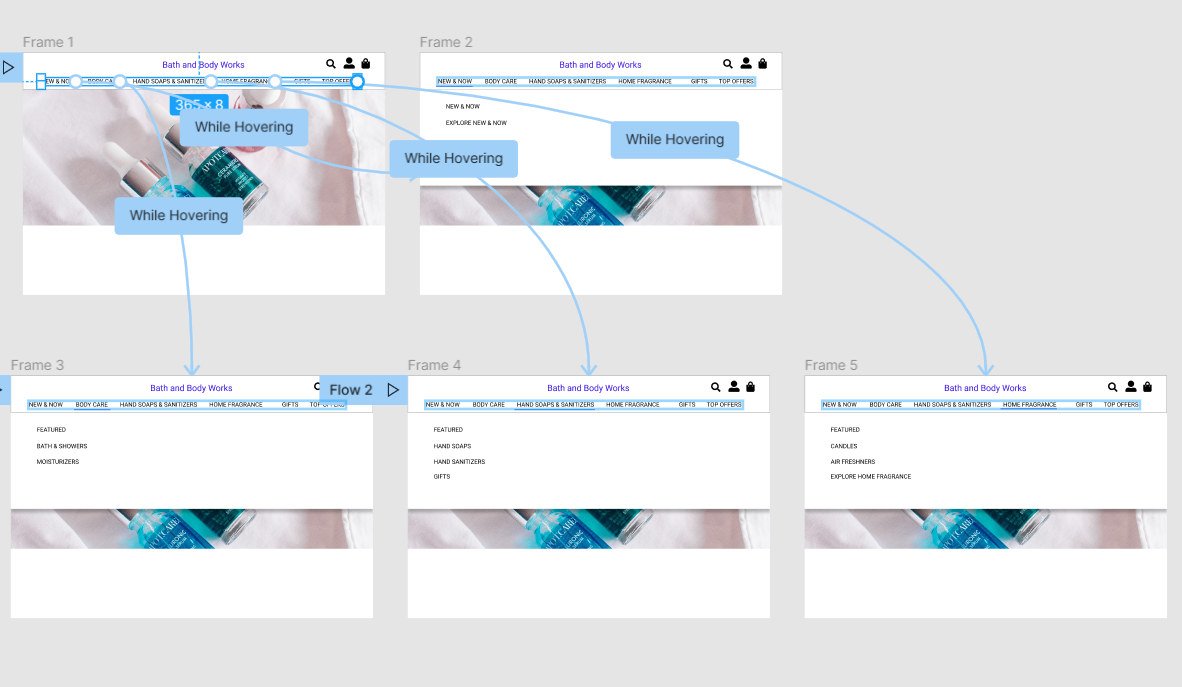 Frame 1
Bath and Body Works
NEW & NOW BODY CA HAND SOAPS & SANITIZE HOME FRAGRAN GIFTS TOP OFFERS
365 × 8
While Hovering
While Hovering
While Hovering
While Hovering
APOTCARE
Frame 2
Bath and Body Works
NEW & NOW BODY CARE HAND SOAPS & SANITIZERS HOME FRAGRANCE GIFTS TOP OFFERS
NEW & NOW
EXPLORE NEW & NOW
APOTCARE
Frame 3
Bath and Body Works
NEW & NOW BODY CARE HAND SOAPS & SANITIZERS HOME FRAGRANCE GIFTS TOP OFFERS
FEATURED
BATH & SHOWERS
MOISTURIZERS
APOTCARE
Flow 2
Frame 4
Bath and Body Works
NEW & NOW BODY CARE HAND SOAPS & SANITIZERS HOME FRAGRANCE GIFTS TOP OFFERS
FEATURED
HAND SOAPS
HAND SANITIZERS
GIFTS
APOTCARE
Frame 5
Bath and Body Works
NEW & NOW BODY CARE HAND SOAPS & SANITIZERS HOME FRAGRANCE GIFTS TOP OFFERS
FEATURED
CANDLES
AIR FRESHNERS
EXPLORE HOME FRAGRANCE
APOTCARE